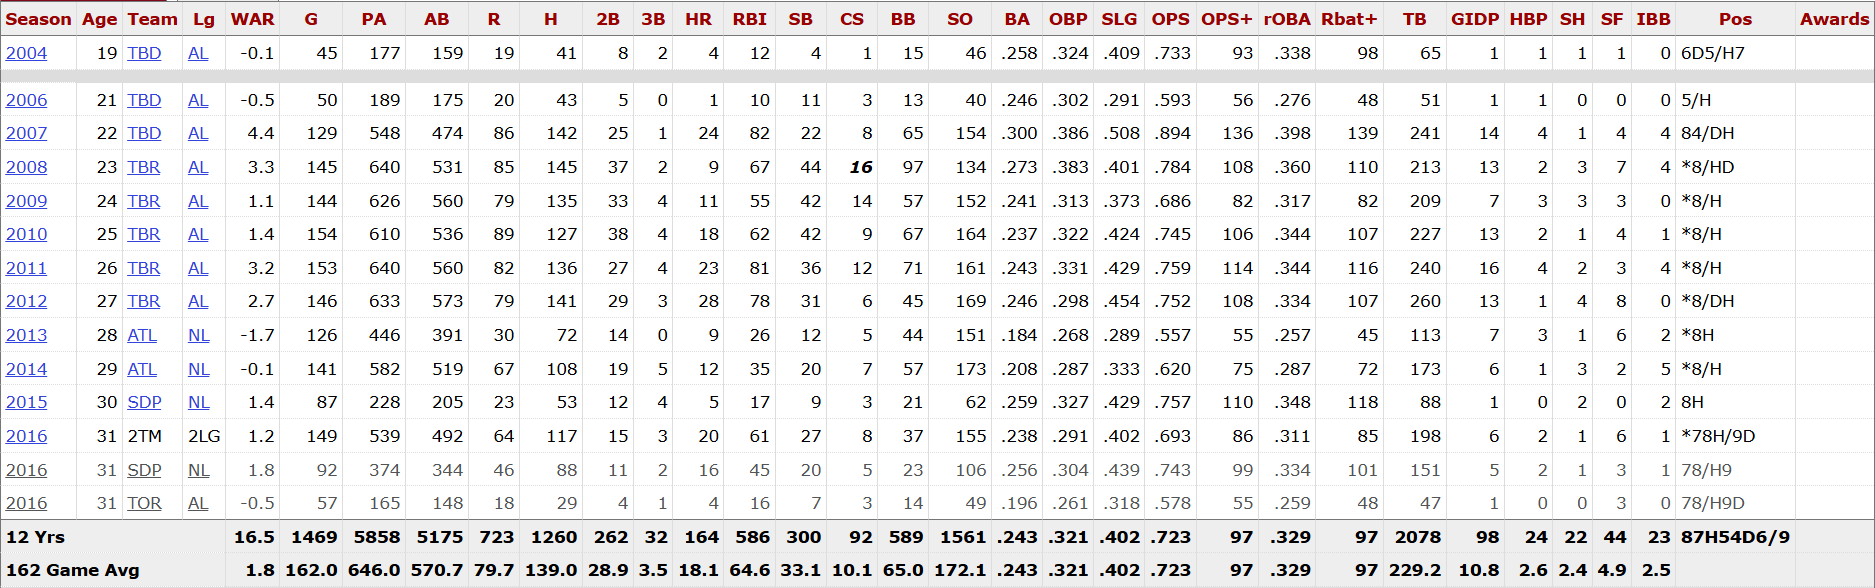 Season Age Team Lg WAR G PA AB R H 2B 3B HR RBI SB CS BB SO BA OBP SLG OPS OPS+ rOBA Rbat+ TB GIDP HBP SH SF IBB Pos Awards
2004 19 TBD AL -0.1 45 177 159 19 41 8 2 4 12 4 1 15 46 .258 .324 .409 .733 93 .338 98 65 1 1 1 1 0 6D5/H7
2006 21 TBD AL -0.5 50 189 175 20 43 5 0 1 10 11 3 13 40 .246 .302 .291 .593 56 .276 48 51 1 1 0 0 0 5/H
2007 22 TBD AL 4.4 129 548 474 86 142 25 1 24 82 22 8 65 154 .300 .386 .508 .894 136 .398 139 241 14 4 1 4 4 84/DH
2008 23 TBR AL 3.3 145 640 531 85 145 37 2 9 67 44 16 97 134 .273 .383 .401 .784 108 .360 110 213 13 2 3 7 4 *8/HD
2009 24 TBR AL 1.1 144 626 560 79 135 33 4 11 55 42 14 57 152 .241 .313 .373 .686 82 .317 82 209 7 3 3 3 0 *8/H
2010 25 TBR AL 1.4 154 610 536 89 127 38 4 18 62 42 9 67 164 .237 .322 .424 .745 106 .344 107 227 13 2 1 4 1 *8/H
2011 26 TBR AL 3.2 153 640 560 82 136 27 4 23 81 36 12 71 161 .243 .331 .429 .759 114 .344 116 240 16 4 2 3 4 *8/H
2012 27 TBR AL 2.7 146 633 573 79 141 29 3 28 78 31 6 45 169 .246 .298 .454 .752 108 .334 107 260 13 1 4 8 0 *8/DH
2013 28 ATL NL -1.7 126 446 391 30 72 14 0 9 26 12 5 44 151 .184 .268 .289 .557 55 .257 45 113 7 3 1 6 2 *8H
2014 29 ATL NL -0.1 141 582 519 67 108 19 5 12 35 20 7 57 173 .208 .287 .333 .620 75 .287 72 173 6 1 3 2 5 *8/H
2015 30 SDP NL 1.4 87 228 205 23 53 12 4 5 17 9 3 21 62 .259 .327 .429 .757 110 .348 118 88 1 0 2 0 2 8H
2016 31 2TM 2LG 1.2 149 539 492 64 117 15 3 20 61 27 8 37 155 .238 .291 .402 .693 86 .311 85 198 6 2 1 6 1 *78H/9D
2016 31 SDP NL 1.8 92 374 344 46 88 11 2 16 45 20 5 23 106 .256 .304 .439 .743 99 .334 101 151 5 2 1 3 1 78/H9
2016 31 TOR AL -0.5 57 165 148 18 29 4 1 4 16 7 3 14 49 .196 .261 .318 .578 55 .259 48 47 1 0 0 3 0 78/H9D
12 Yrs 16.5 1469 5858 5175 723 1260 262 32 164 586 300 92 589 1561 .243 .321 .402 .723 97 .329 97 2078 98 24 22 44 23 87H54D6/9
162 Game Avg 1.8 162.0 646.0 570.7 79.7 139.0 28.9 3.5 18.1 64.6 33.1 10.1 65.0 172.1 .243 .321 .402 .723 97 .329 97 229.2 10.8 2.6 2.4 4.9 2.5